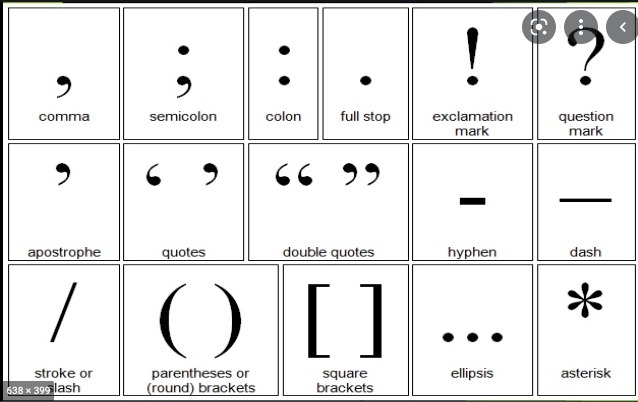 , ; : . ! ?
comma semicolon colon full stop exclamation mark question mark
’ ‘ ’ “ ” - —
apostrophe quotes double quotes hyphen dash
/ ( ) [ ] ... *
stroke or slash parentheses or (round) brackets square brackets ellipsis asterisk
638 × 399